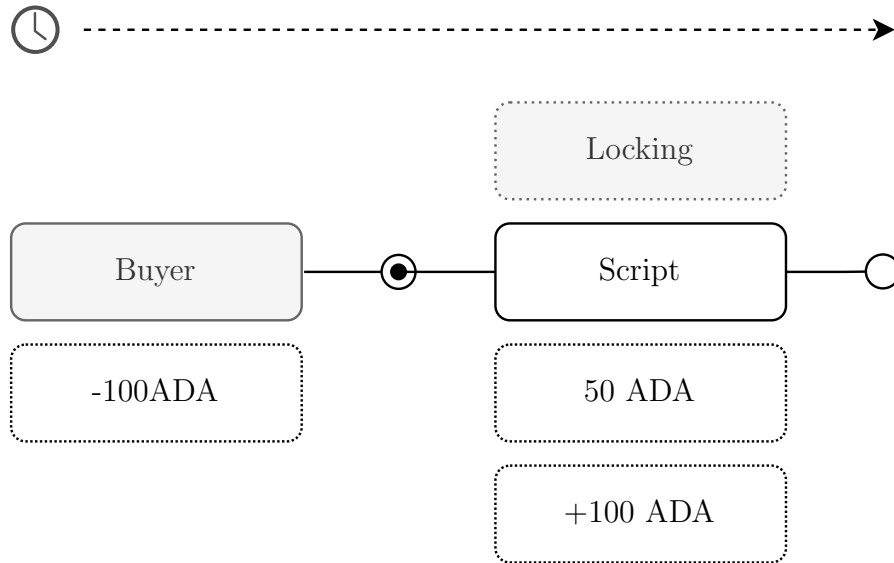 Locking
Buyer
Script
-100ADA
50 ADA
+100 ADA